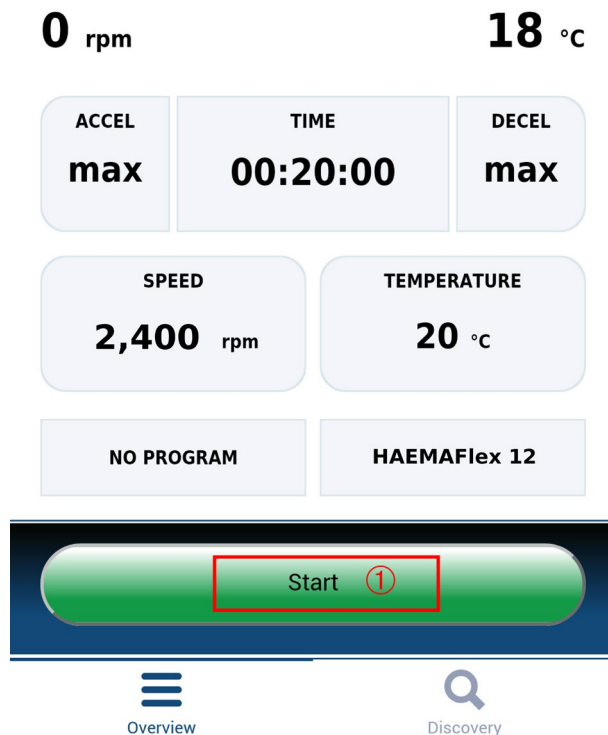 0 rpm 18 °C
ACCEL TIME DECEL
max 00:20:00 max
SPEED TEMPERATURE
2,400 rpm 20 °C
NO PROGRAM HAEMAFlex 12
Start ①
Overview Discovery